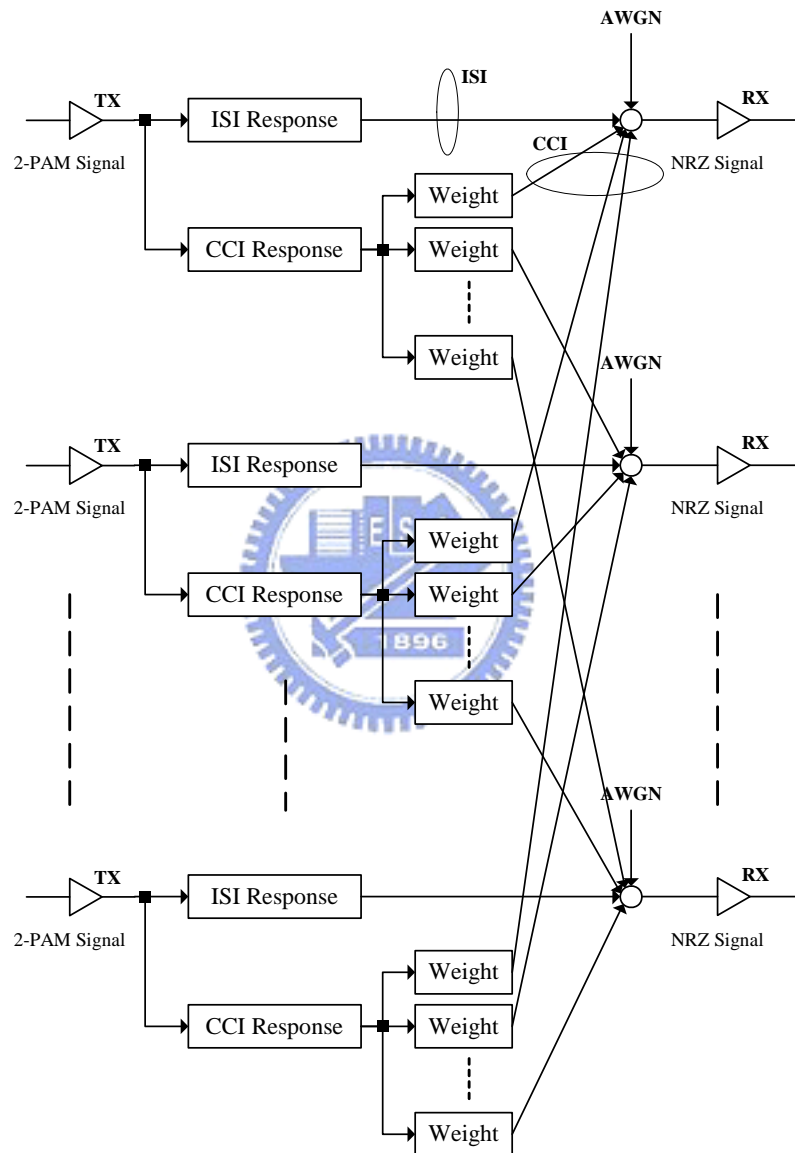 AWGN
TX
ISI
RX
ISI Response
2-PAM Signal
CCI
NRZ Signal
Weight
CCI Response
Weight
Weight
AWGN
TX
RX
ISI Response
2-PAM Signal
NRZ Signal
Weight
CCI Response
Weight
1896
Weight
AWGN
TX
RX
ISI Response
2-PAM Signal
NRZ Signal
Weight
CCI Response
Weight
Weight